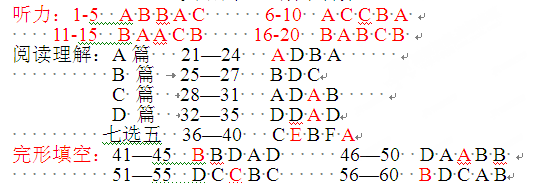 听力：1-5 A B B A C 6-10 A C C B A
11-15 B A A C B 16-20 B A B C B
阅读理解：A 篇 21—24 A D B A
B 篇 25—27 B D C
C 篇 28—31 A D A B
D 篇 32—35 D D A D
七选五 36—40 C E B F A
完形填空：41—45 B B D A D 46—50 D A A B B
51—55 D C C B C 56—60 B D C A B